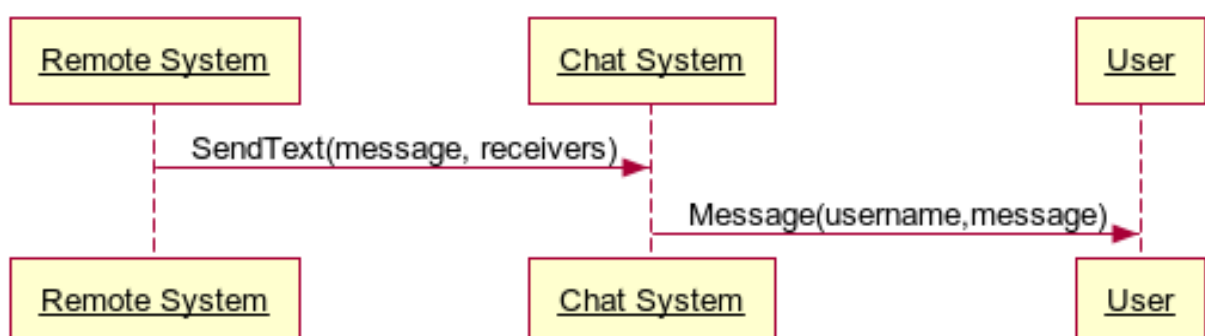 Remote System
Chat System
User
SendText(message, receivers)
Message(username,message)
Remote System
Chat System
User